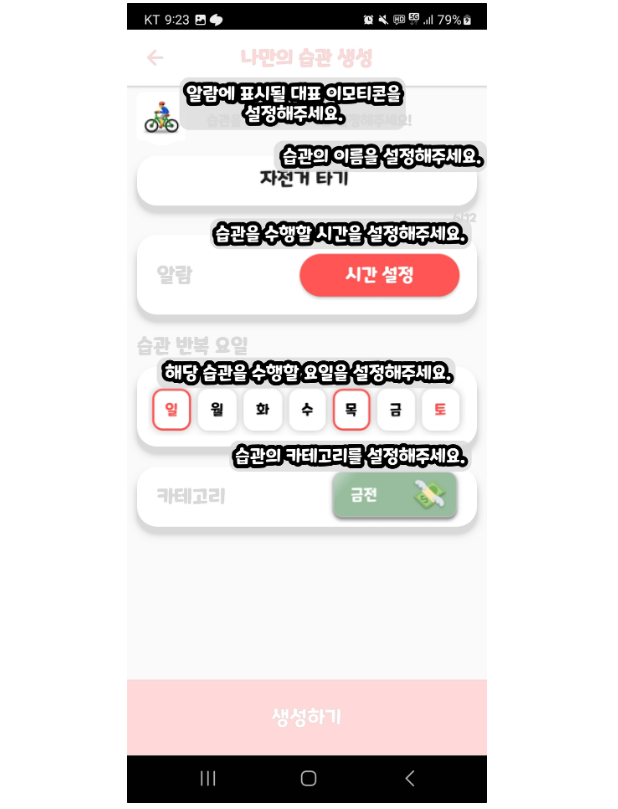 KT 9:23 79%
나만의 습관 생성
알람에 표시될 대표 이모티콘을
설정해주세요.
습관의 이름을 설정해주세요.
자전거 타기
습관을 수행할 시간을 설정해주세요.
알람 시간 설정
습관 반복 요일
해당 습관을 수행할 요일을 설정해주세요.
일 월 화 수 목 금 토
습관의 카테고리를 설정해주세요.
카테고리 금전
생성하기